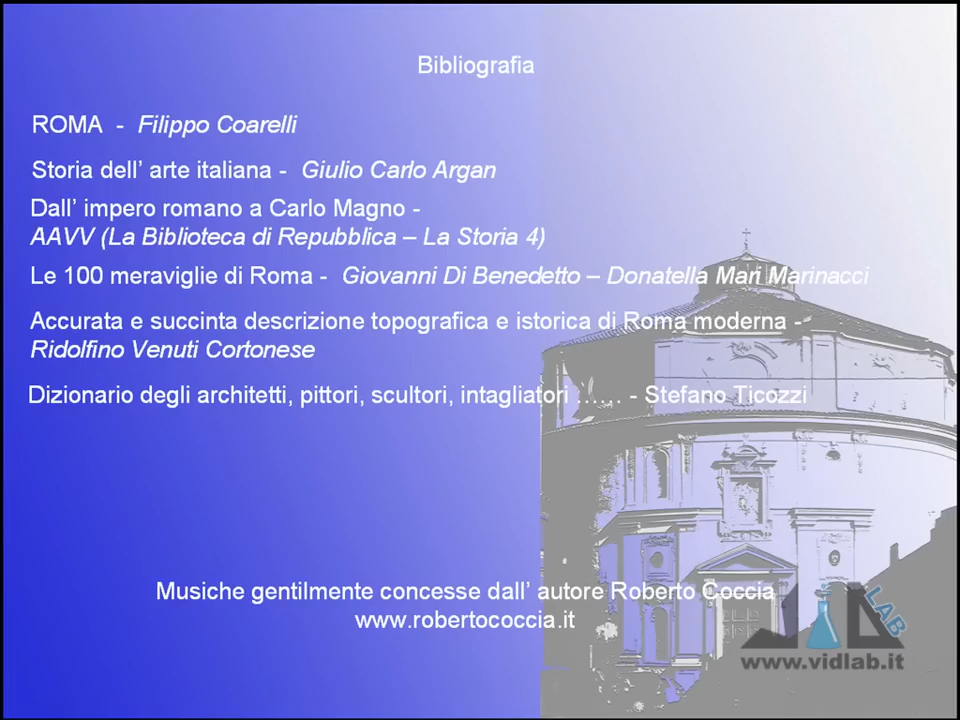 Bibliografia
ROMA - Filippo Coarelli
Storia dell’ arte italiana - Giulio Carlo Argan
Dall’ impero romano a Carlo Magno -
AAVV (La Biblioteca di Repubblica – La Storia 4)
Le 100 meraviglie di Roma - Giovanni Di Benedetto – Donatella Mari Marinacci
Accurata e succinta descrizione topografica e istorica di Roma moderna -
Ridolfino Venuti Cortonese
Dizionario degli architetti, pittori, scultori, intagliatori …… - Stefano Ticozzi
Musiche gentilmente concesse dall’ autore Roberto Coccia
www.robertococcia.it
LAB
www.vidlab.it